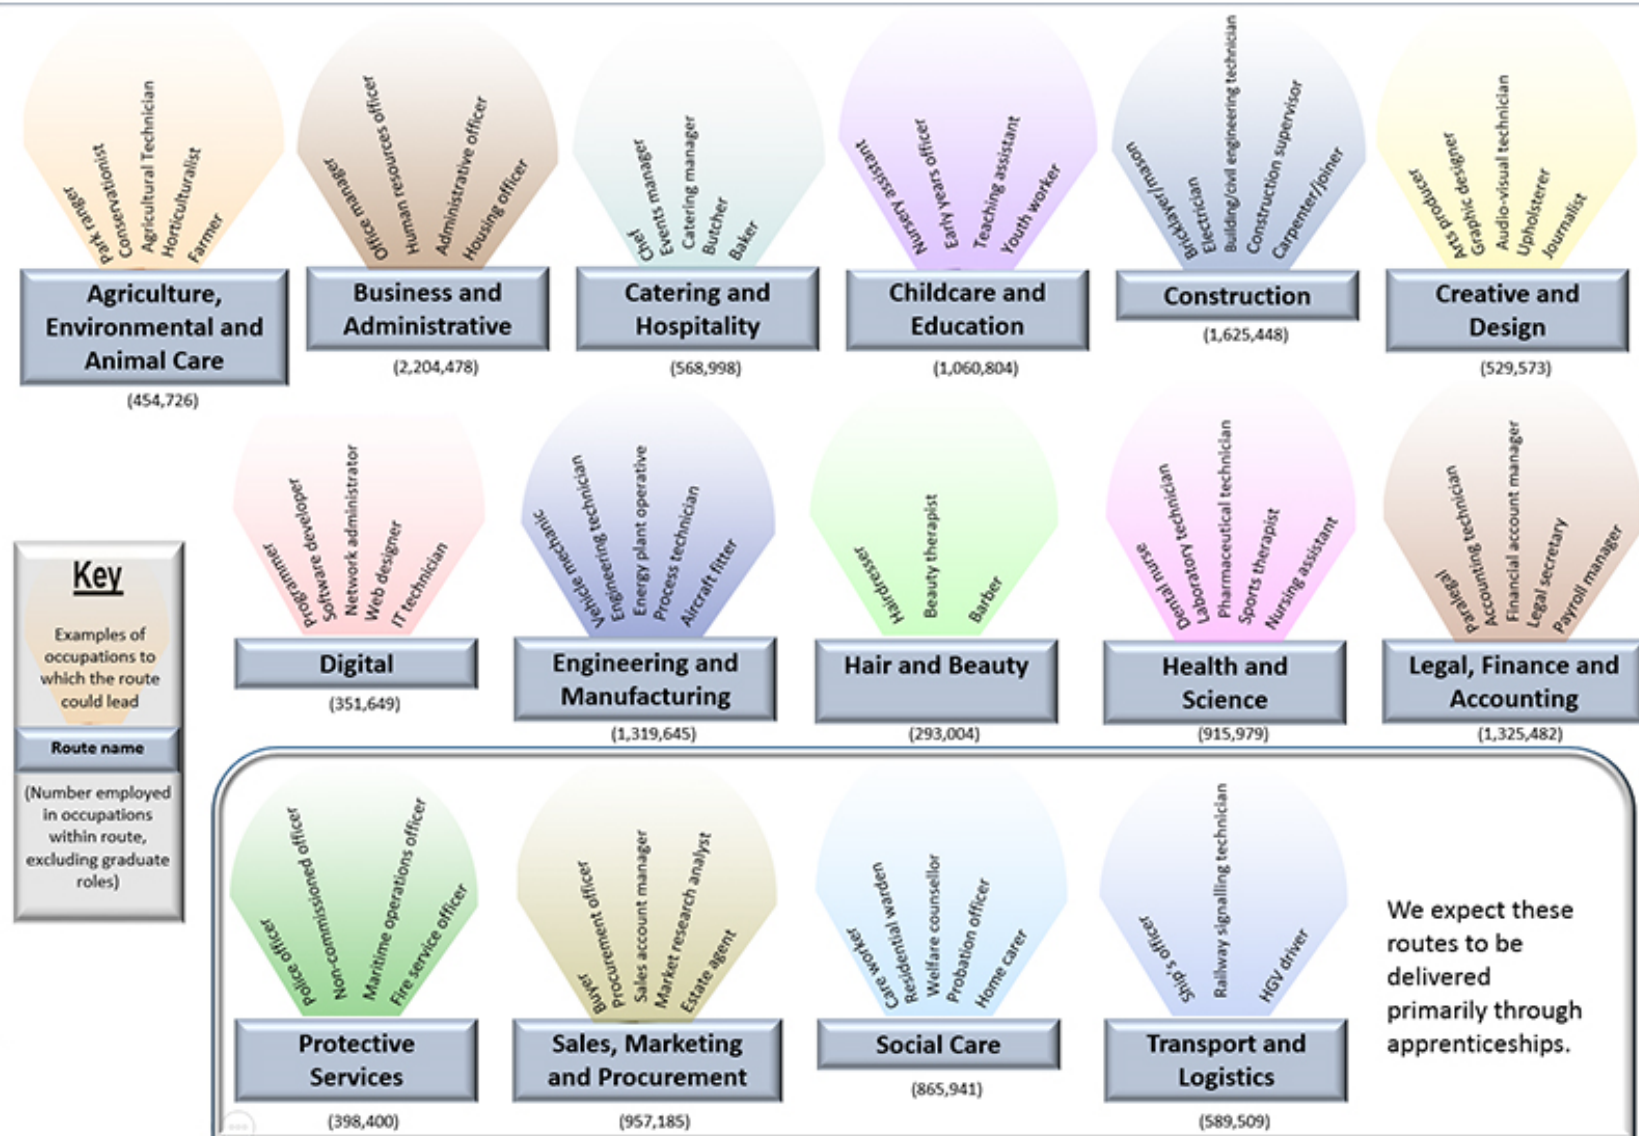 Park ranger
Conservationist
Agricultural Technician
Horticulturalist
Farmer
Agriculture,
Environmental and
Animal Care
(454,726)
Office manager
Human resources officer
Administrative officer
Housing officer
Business and
Administrative
(2,204,478)
Chef
Events manager
Catering manager
Butcher
Baker
Catering and
Hospitality
(568,998)
Nursery assistant
Early years officer
Teaching assistant
Youth worker
Childcare and
Education
(1,060,804)
Bricklayer/mason
Electrician
Building/civil engineering technician
Construction supervisor
Carpenter/joiner
Construction
(1,625,448)
Arts producer
Graphic designer
Audio-visual technician
Upholsterer
Journalist
Creative and
Design
(529,573)
Programmer
Software developer
Network administrator
Web designer
IT technician
Digital
(351,649)
Vehicle mechanic
Engineering technician
Energy plant operative
Process technician
Aircraft fitter
Engineering and
Manufacturing
(1,319,645)
Hairdresser
Beauty therapist
Barber
Hair and Beauty
(293,004)
Dental nurse
Laboratory technician
Pharmaceutical technician
Sports therapist
Nursing assistant
Health and
Science
(915,979)
Paralegal
Accounting technician
Financial account manager
Legal secretary
Payroll manager
Legal, Finance and
Accounting
(1,325,482)
Key
Examples of
occupations to
which the route
could lead
Route name
(Number employed
in occupations
within route,
excluding graduate
roles)
Police officer
Non-commissioned officer
Maritime operations officer
Fire service officer
Protective
Services
(398,400)
Buyer
Procurement officer
Sales account manager
Market research analyst
Estate agent
Sales, Marketing
and Procurement
(957,185)
Care worker
Residential warden
Welfare counsellor
Probation officer
Home carer
Social Care
(865,941)
Ship's officer
Railway signalling technician
HGV driver
Transport and
Logistics
(589,509)
We expect these
routes to be
delivered
primarily through
apprenticeships.